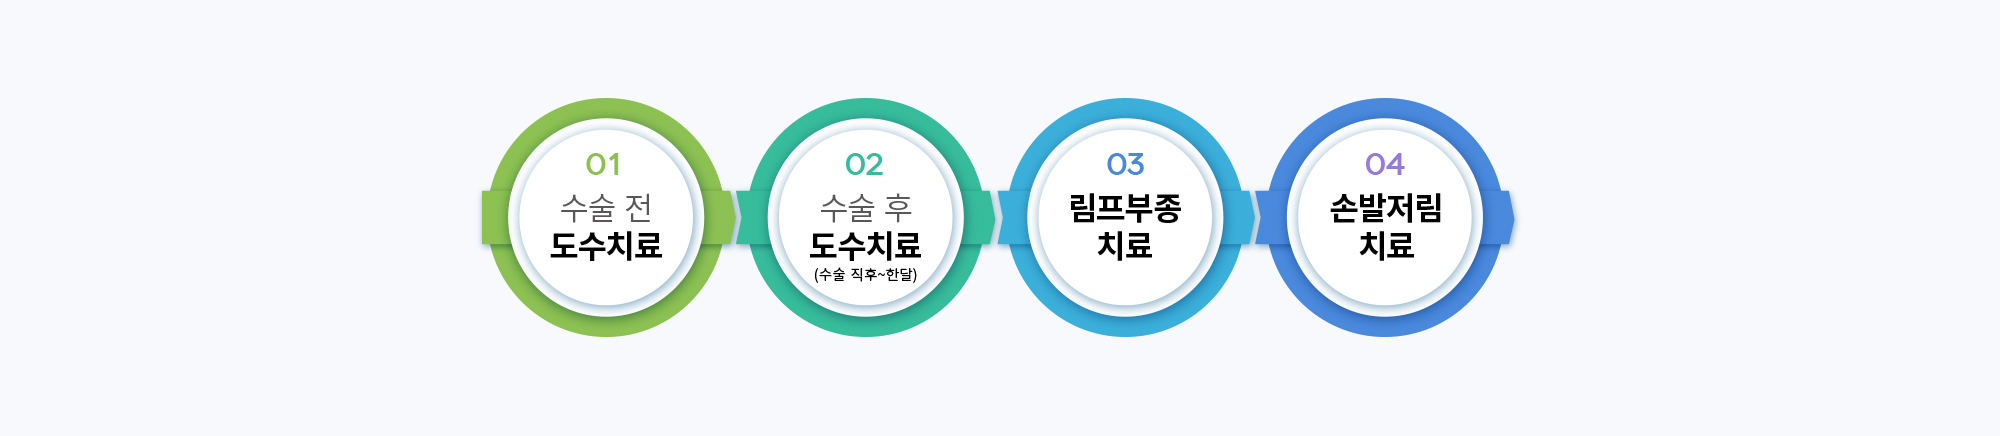 01
수술 전
도수치료
02
수술 후
도수치료
(수술 직후~한달)
03
림프부종
치료
04
손발저림
치료